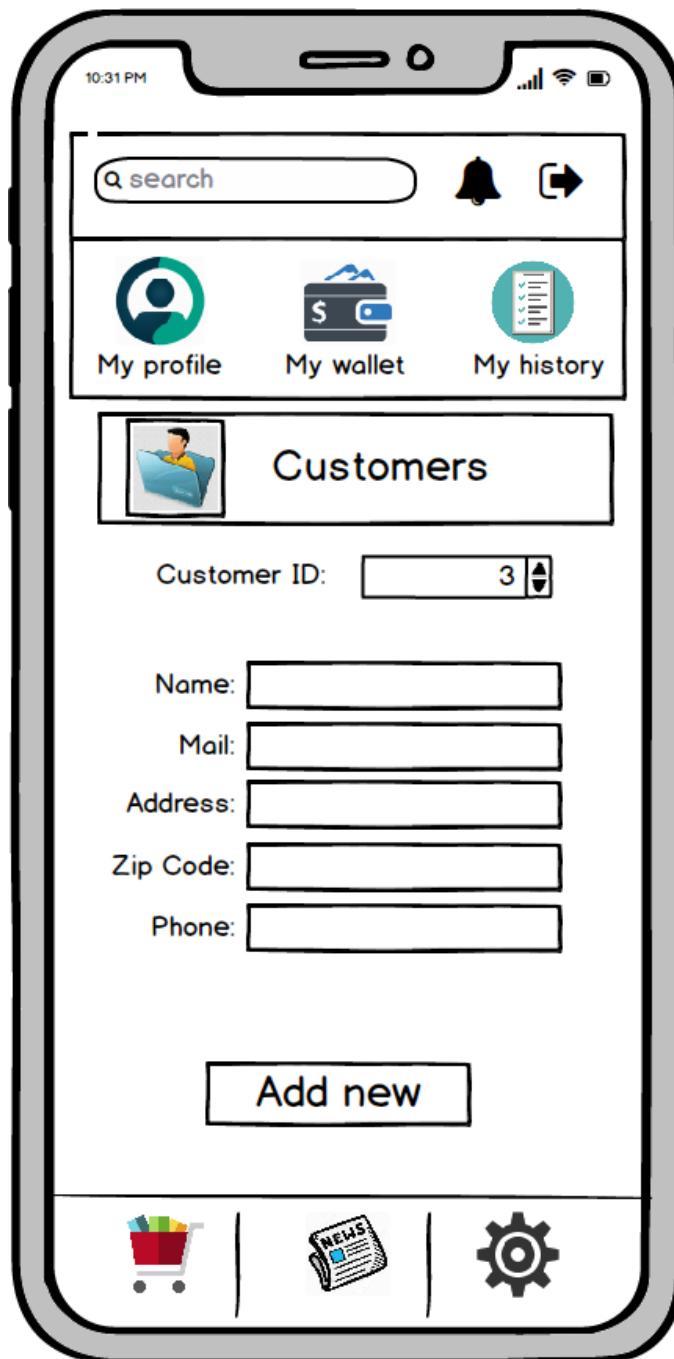 10:31 PM
search
My profile My wallet My history
$
Customers
Customer ID: 3
Name:
Mail:
Address:
Zip Code:
Phone:
Add new
NEWS